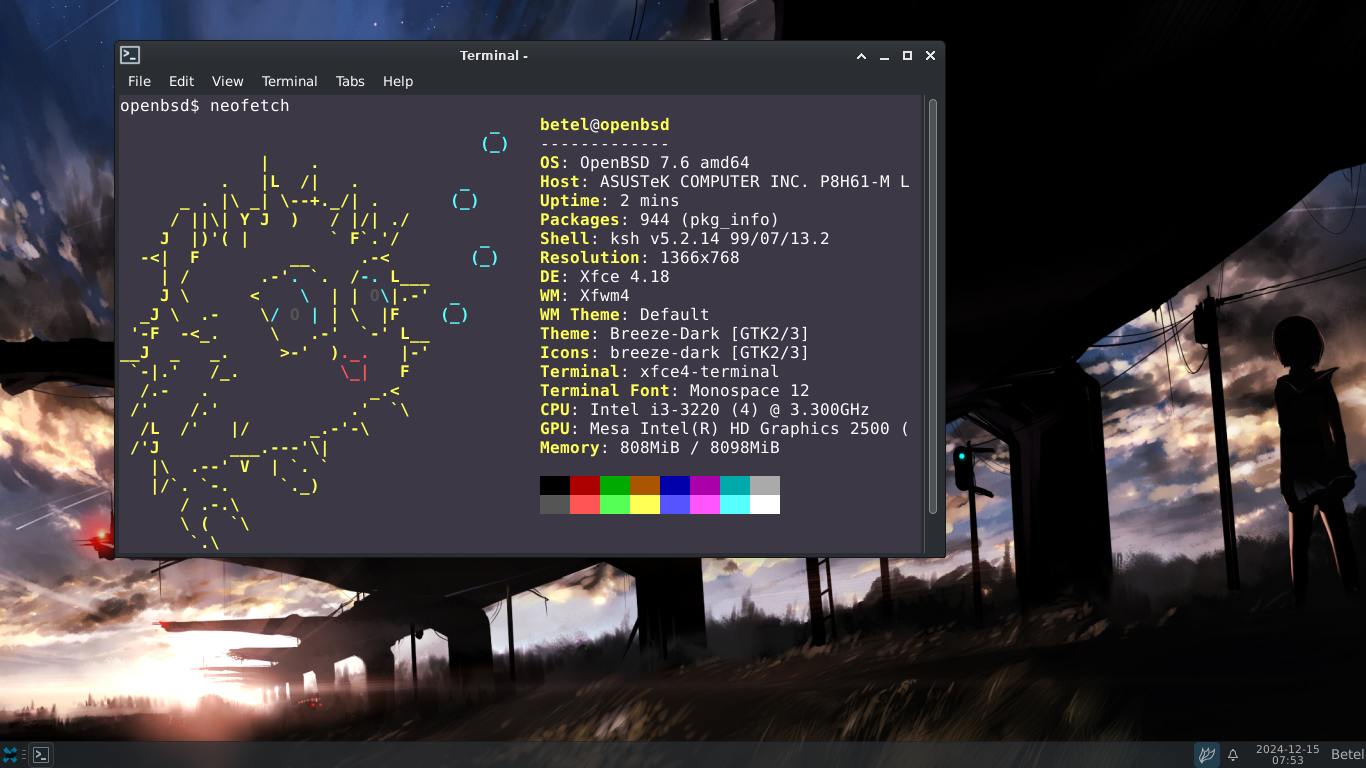 Terminal -
File Edit View Terminal Tabs Help
openbsd$ neofetch
betel@openbsd
-------------
OS: OpenBSD 7.6 amd64
Host: ASUSTeK COMPUTER INC. P8H61-M L
Uptime: 2 mins
Packages: 944 (pkg_info)
Shell: ksh v5.2.14 99/07/13.2
Resolution: 1366x768
DE: Xfce 4.18
WM: Xfwm4
WM Theme: Default
Theme: Breeze-Dark [GTK2/3]
Icons: breeze-dark [GTK2/3]
Terminal: xfce4-terminal
Terminal Font: Monospace 12
CPU: Intel i3-3220 (4) @ 3.300GHz
GPU: Mesa Intel(R) HD Graphics 2500 (
Memory: 808MiB / 8098MiB
2024-12-15
07:53
Betel